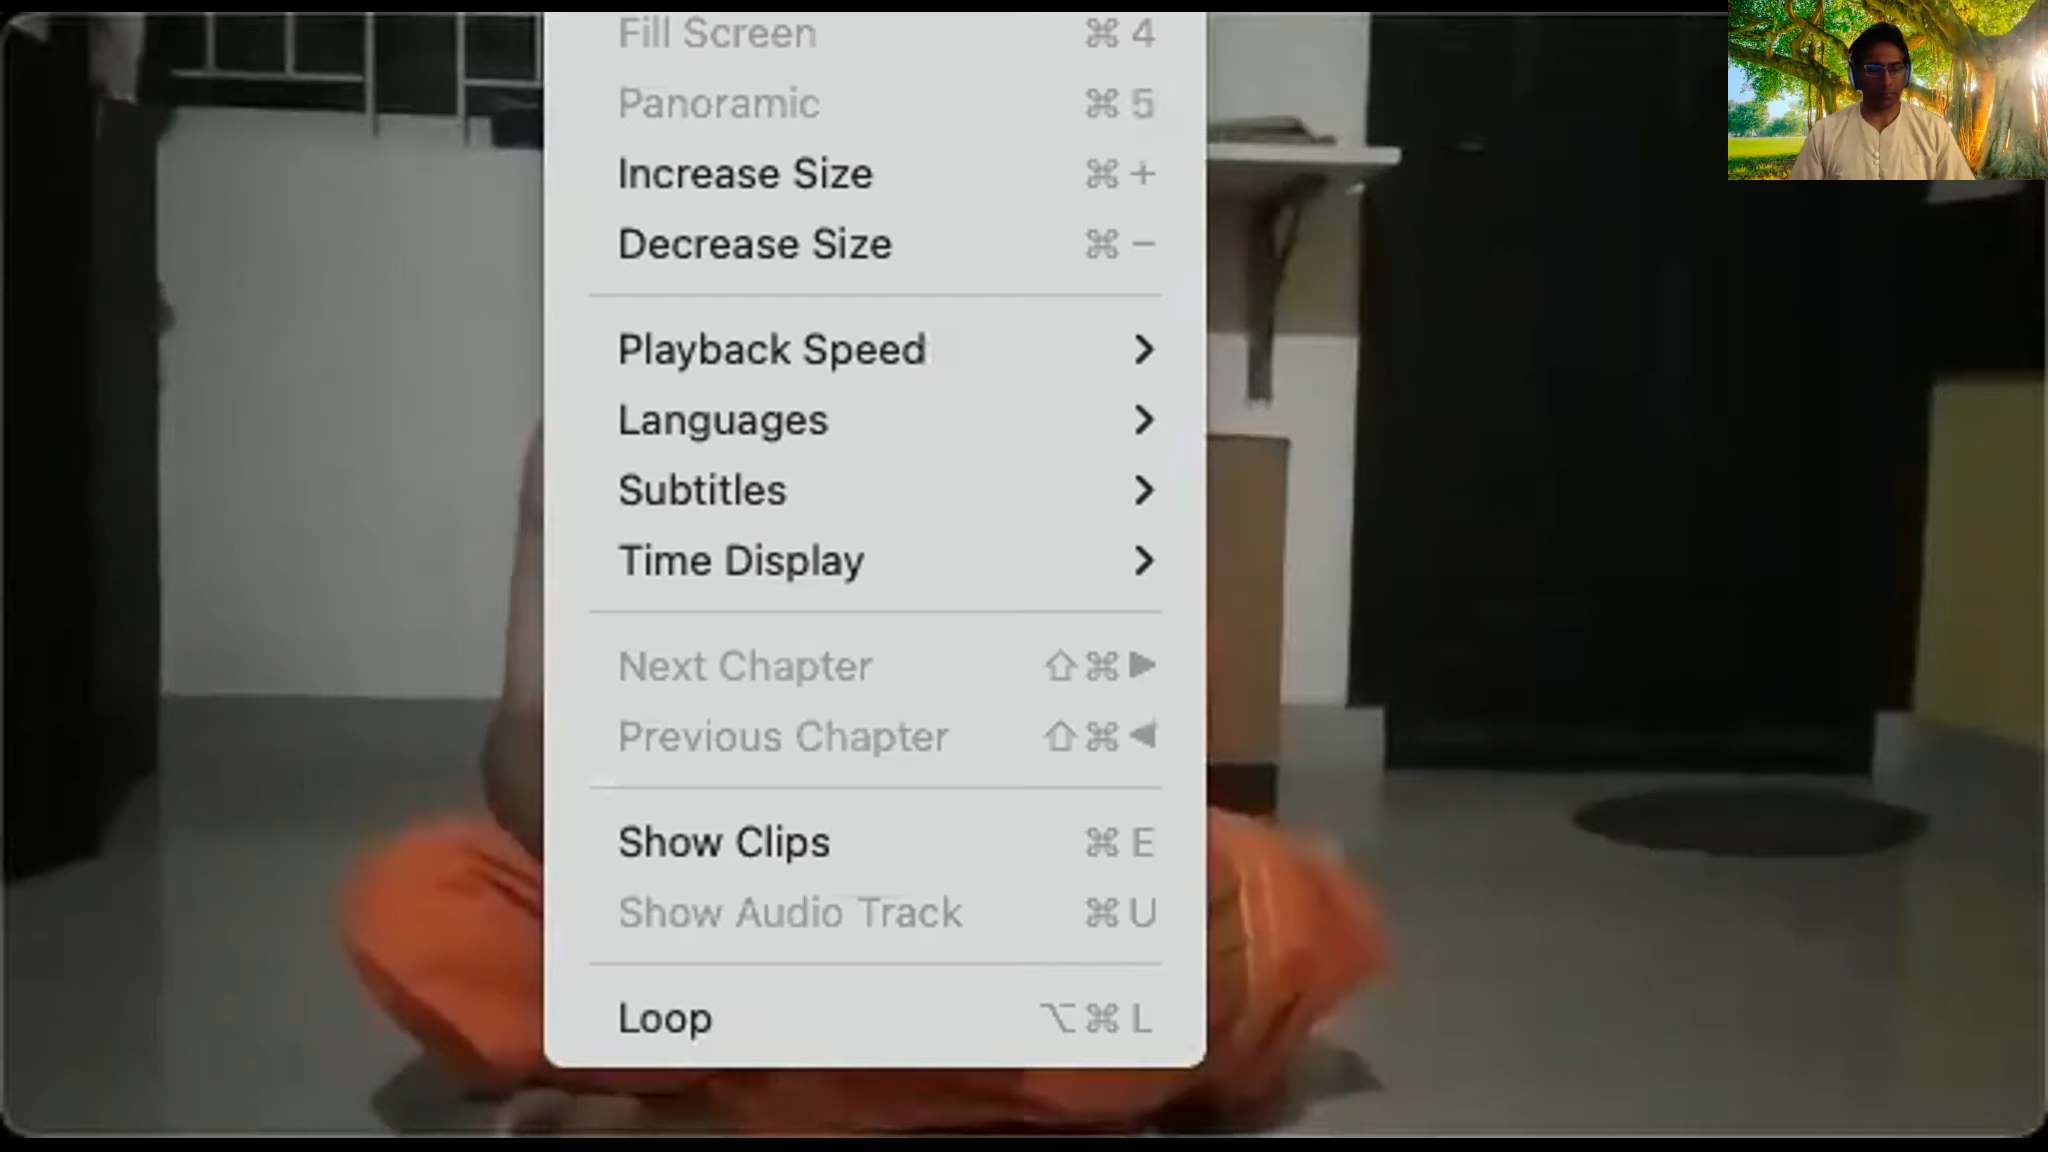 Fill Screen ⌘ 4
Panoramic ⌘ 5
Increase Size ⌘ +
Decrease Size ⌘ −
Playback Speed >
Languages >
Subtitles >
Time Display >
Next Chapter ⇧ ⌘ ▶
Previous Chapter ⇧ ⌘ ◀
Show Clips ⌘ E
Show Audio Track ⌘ U
Loop ⌥ ⌘ L